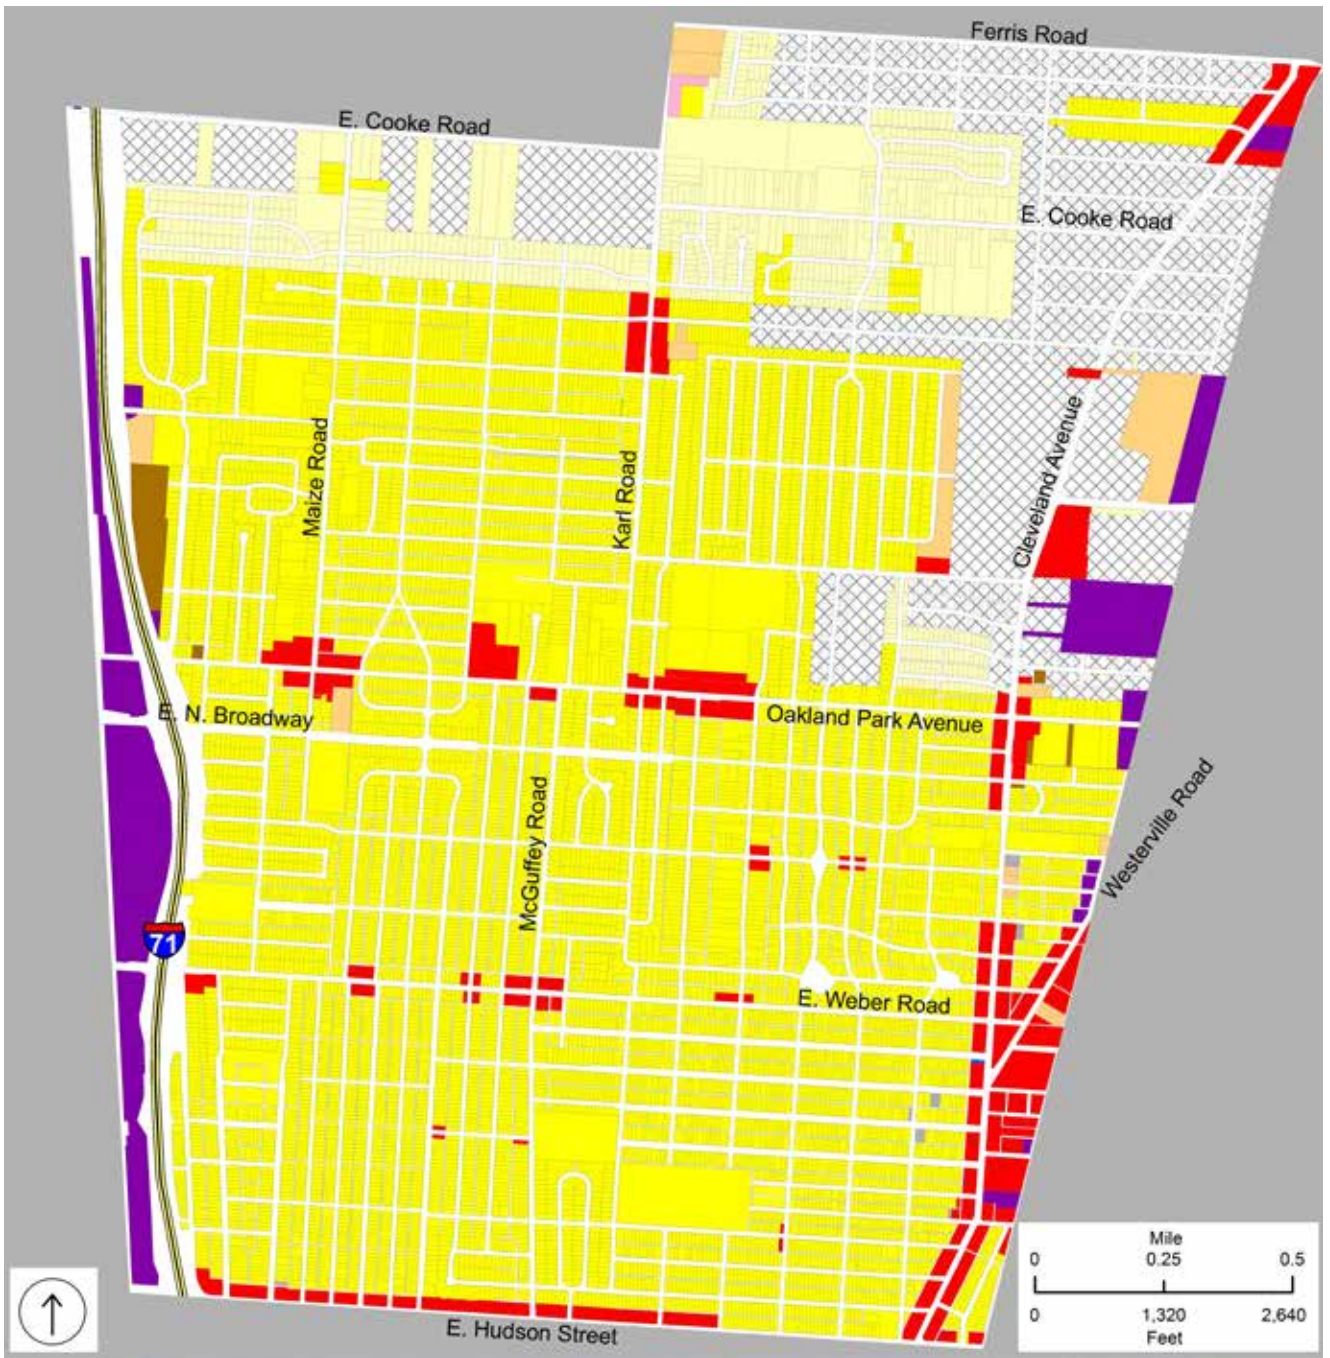 Ferris Road
E. Cooke Road
E. Cooke Road
Maize Road
Karl Road
Cleveland Avenue
E. N. Broadway
Oakland Park Avenue
McGuffey Road
Westerville Road
71
E. Weber Road
E. Hudson Street
Mile
0 0.25 0.5
0 1,320 2,640
Feet